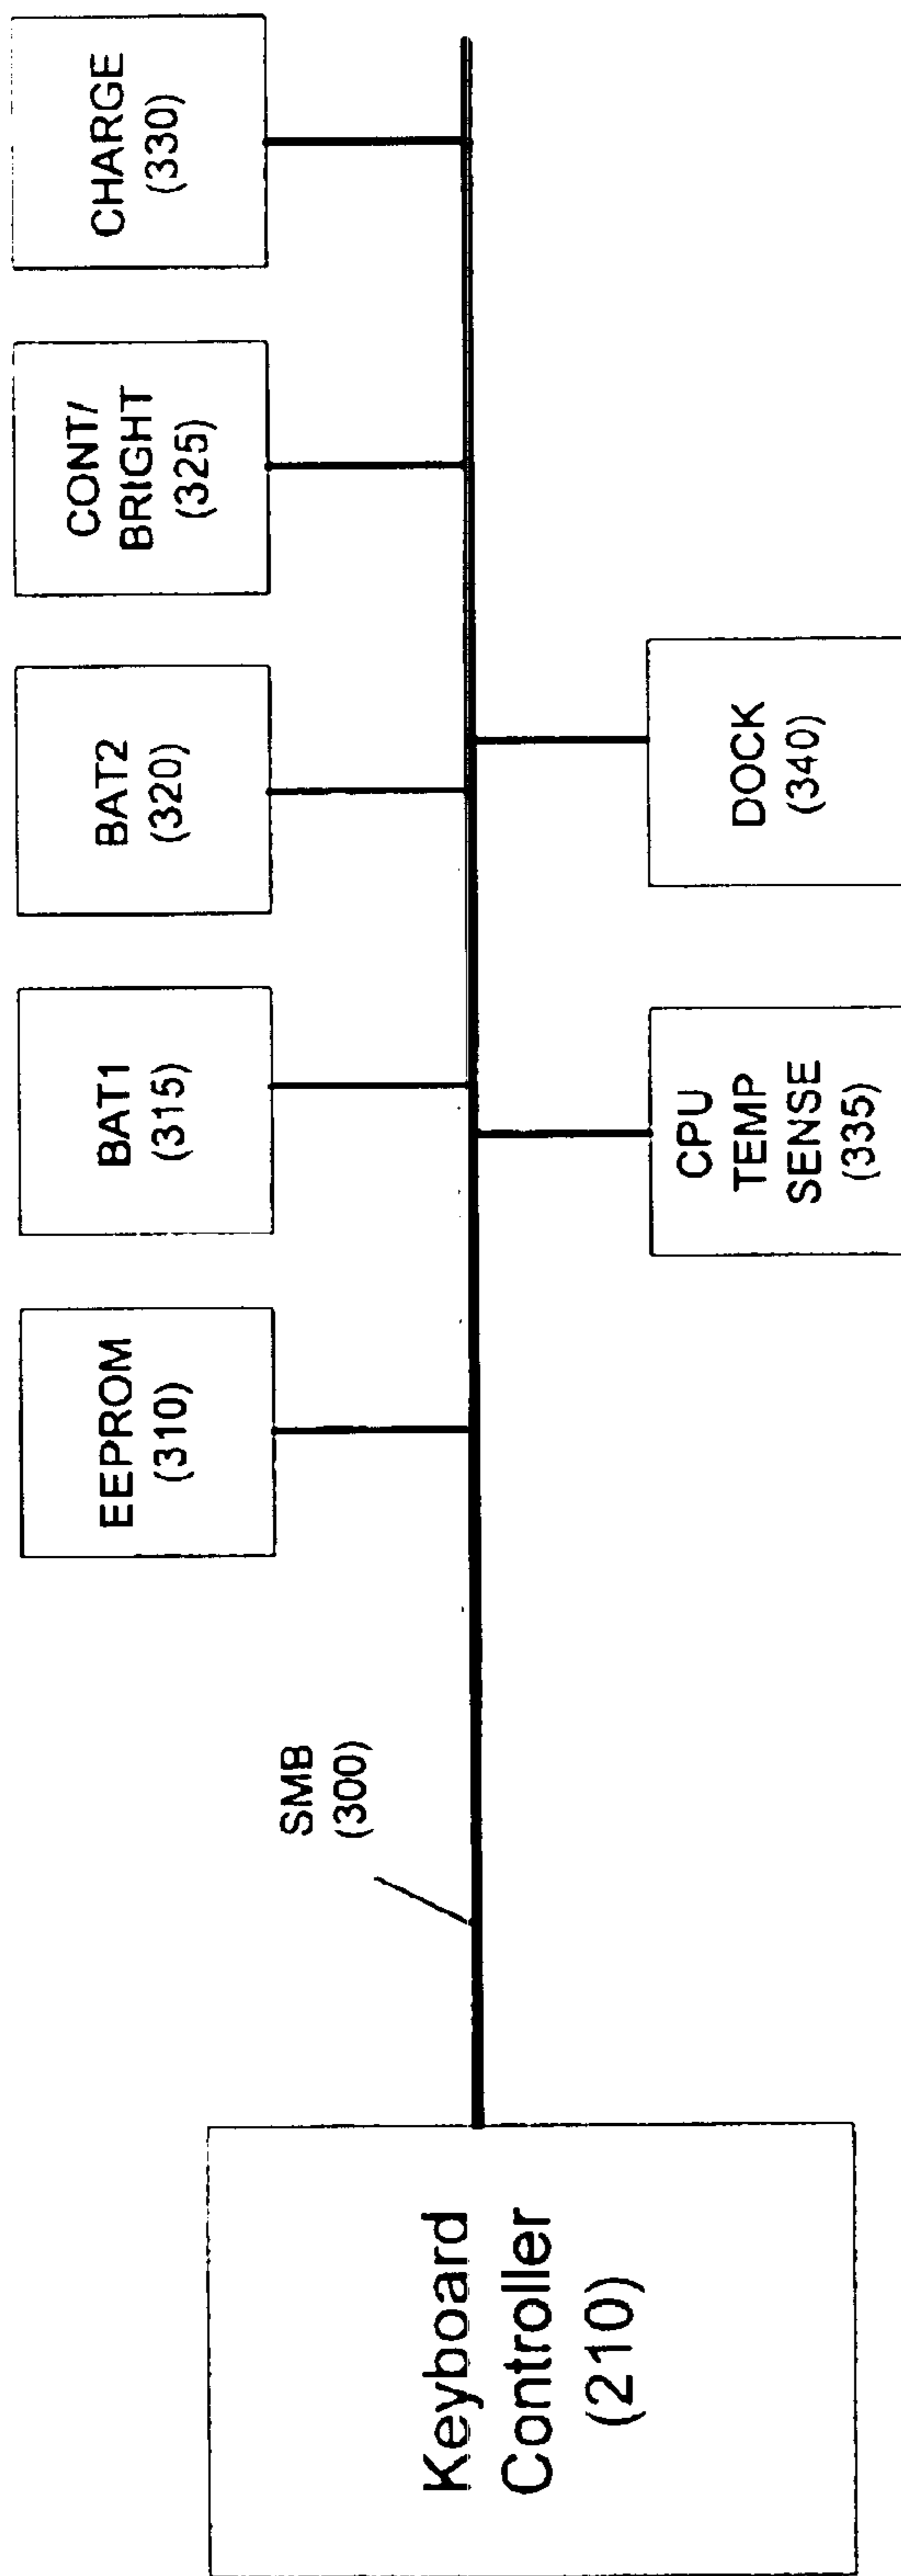 Keyboard
Controller
(210)
SMB
(300)
EEPROM
(310)
BAT1
(315)
BAT2
(320)
CONT/
BRIGHT
(325)
CHARGE
(330)
CPU
TEMP
SENSE
(335)
DOCK
(340)